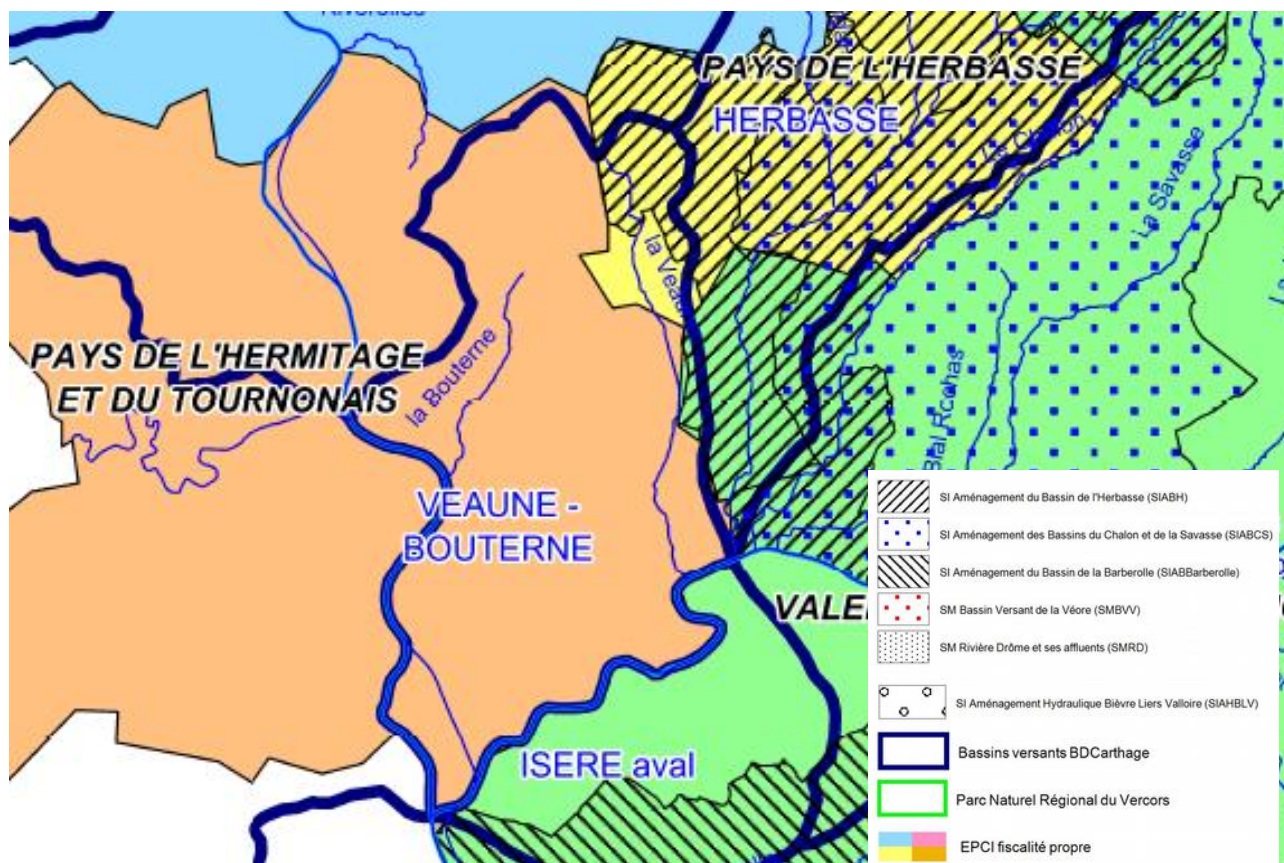 PAYS DE L'HERBASSE
HERBASSE
La Savasse
PAYS DE L'HERMITAGE
ET DU TOURNONAIS
la Bouterne
VEAUNE -
BOUTERNE
ISERE aval
SI Aménagement du Bassin de l'Herbasse (SIABH)
SI Aménagement des Bassins du Chalon et de la Savasse (SIABCS)
SI Aménagement du Bassin de la Barberolle (SIABBarberolle)
SM Bassin Versant de la Véore (SMBVV)
SM Rivière Drôme et ses affluents (SMRD)
SI Aménagement Hydraulique Bièvre Liers Valloire (SIAHBLV)
Bassins versants BDCarthage
Parc Naturel Régional du Vercors
EPCI fiscalité propre